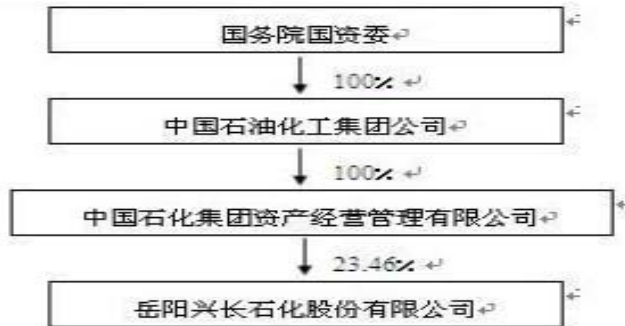 国务院国资委
100%
中国石油化工集团公司
100%
中国石化集团资产经营管理有限公司
23.46%
岳阳兴长石化股份有限公司